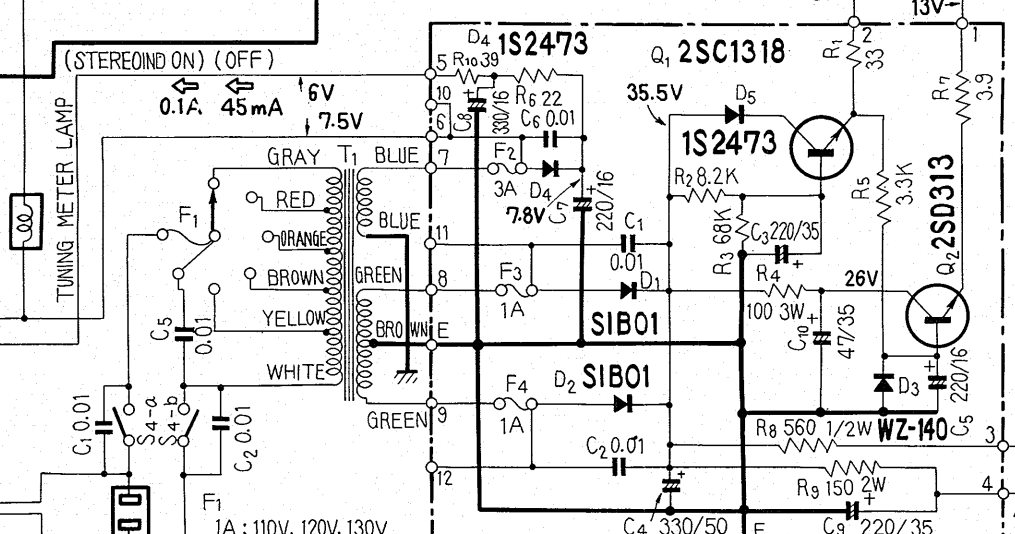 13V
(STEREOIND ON) (OFF)
0.1A 45mA
6V
7.5V
TUNING METER LAMP
GRAY
T1
BLUE
RED
ORANGE
BLUE
BROWN
GREEN
YELLOW
BROWN
WHITE
GREEN
F1
C5 0.01
C1 0.01
S4-a
S4-b
C2 0.01
F1
1A : 110V, 120V, 130V
5
10
6
7
11
8
E
9
12
D4 1S2473
R10 39
R6 22
C8 330/16
C6 0.01
F2
3A
D4
7.8V
C7 220/16
C1
0.01
F3
1A
D1
S1B01
F4
1A
D2 S1B01
C2 0.01
Q1 2SC1318
35.5V
D5
1S2473
R2 8.2K
R3 68K
C3 220/35
R4
100 3W
C10 47/35
26V
R1 33
2
1
R7 3.9
R5 3.3K
Q2 2SD313
D3
WZ-140
C5 220/16
R8 560 1/2W
3
R9 150 2W
4
C4 330/50
E
C9 220/35